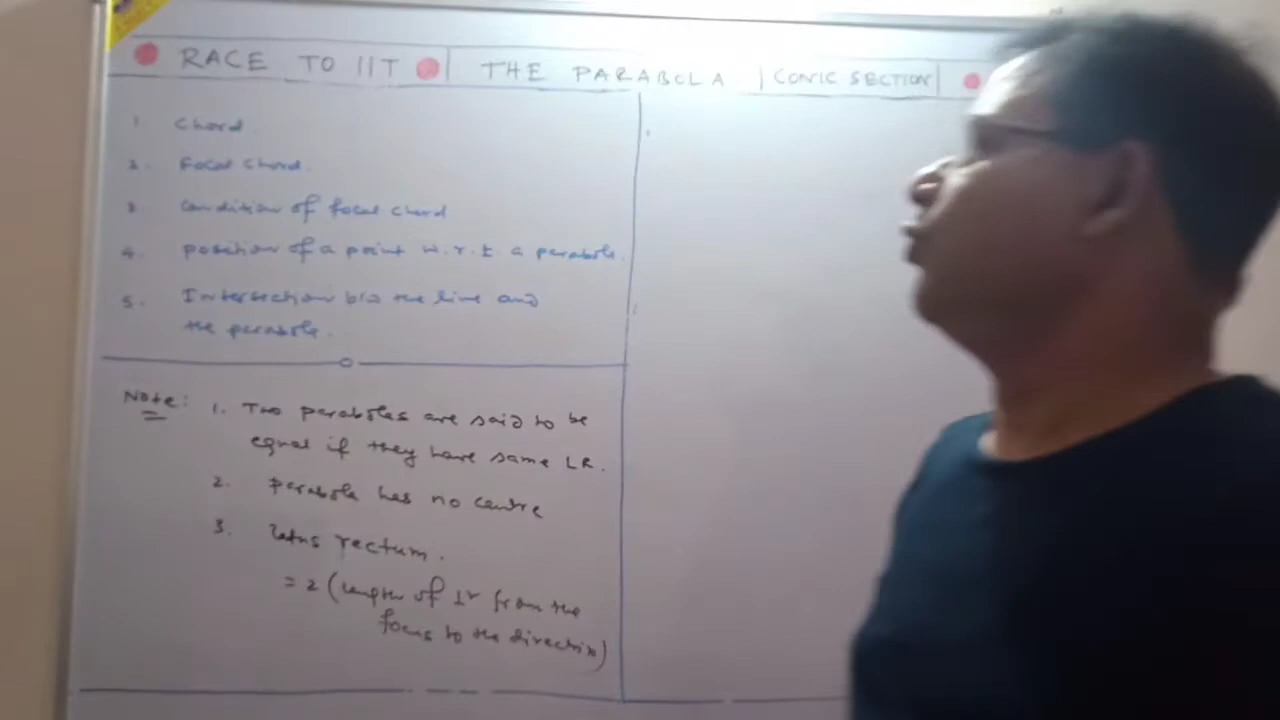 RACE TO IIT | THE PARABOLA | CONIC SECTION |
1 Chord
2. Focal chord.
3 condition of focal chord
4. position of a point w.r.t a parabola.
5. Intersection b/w the line and
the parabola.
Note: 1. Two parabolas are said to be
equal if they have same LR.
2. Parabola has no centre
3. Latus rectum.
= 2 (length of ⊥r from the
focus to the directrix)